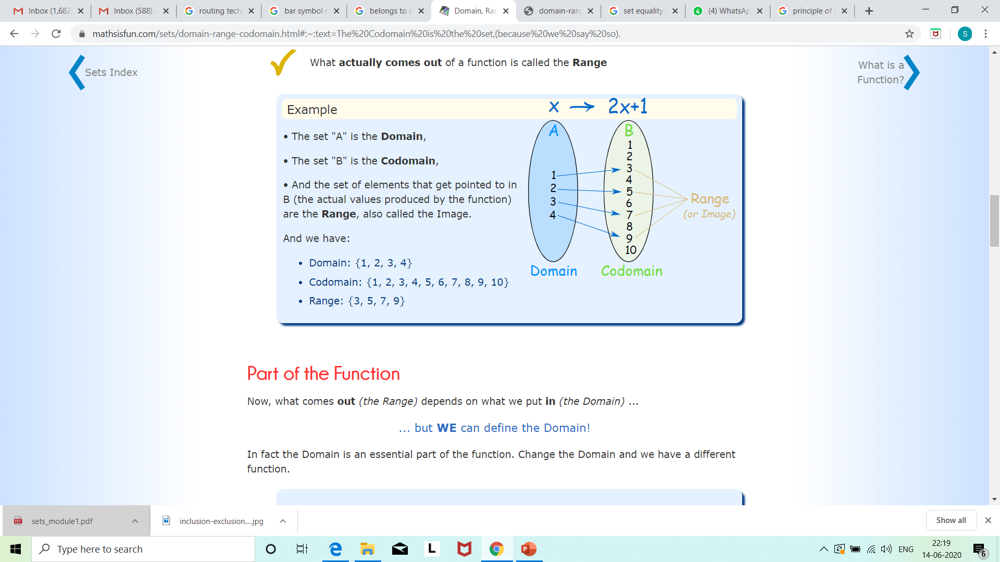 Inbox (1,682
Inbox (588) -
routing tech
bar symbol o
belongs to s
Domain, Ran
domain-rang
set equality
(4) WhatsAp
principle of i
mathsisfun.com/sets/domain-range-codomain.html#:~:text=The%20Codomain%20is%20the%20set,(because%20we%20say%20so).
S
Sets Index
What is a
Function?
What actually comes out of a function is called the Range
Example
x → 2x+1
• The set "A" is the Domain,
• The set "B" is the Codomain,
• And the set of elements that get pointed to in
B (the actual values produced by the function)
are the Range, also called the Image.
And we have:
• Domain: {1, 2, 3, 4}
• Codomain: {1, 2, 3, 4, 5, 6, 7, 8, 9, 10}
• Range: {3, 5, 7, 9}
A
1
2
3
4
Domain
B
1
2
3
4
5
6
7
8
9
10
Codomain
Range
(or Image)
Part of the Function
Now, what comes out (the Range) depends on what we put in (the Domain) ...
... but WE can define the Domain!
In fact the Domain is an essential part of the function. Change the Domain and we have a different
function.
PDF
sets_module1.pdf
inclusion-exclusion....jpg
Show all
Type here to search
L
P
ENG
22:19
14-06-2020
6